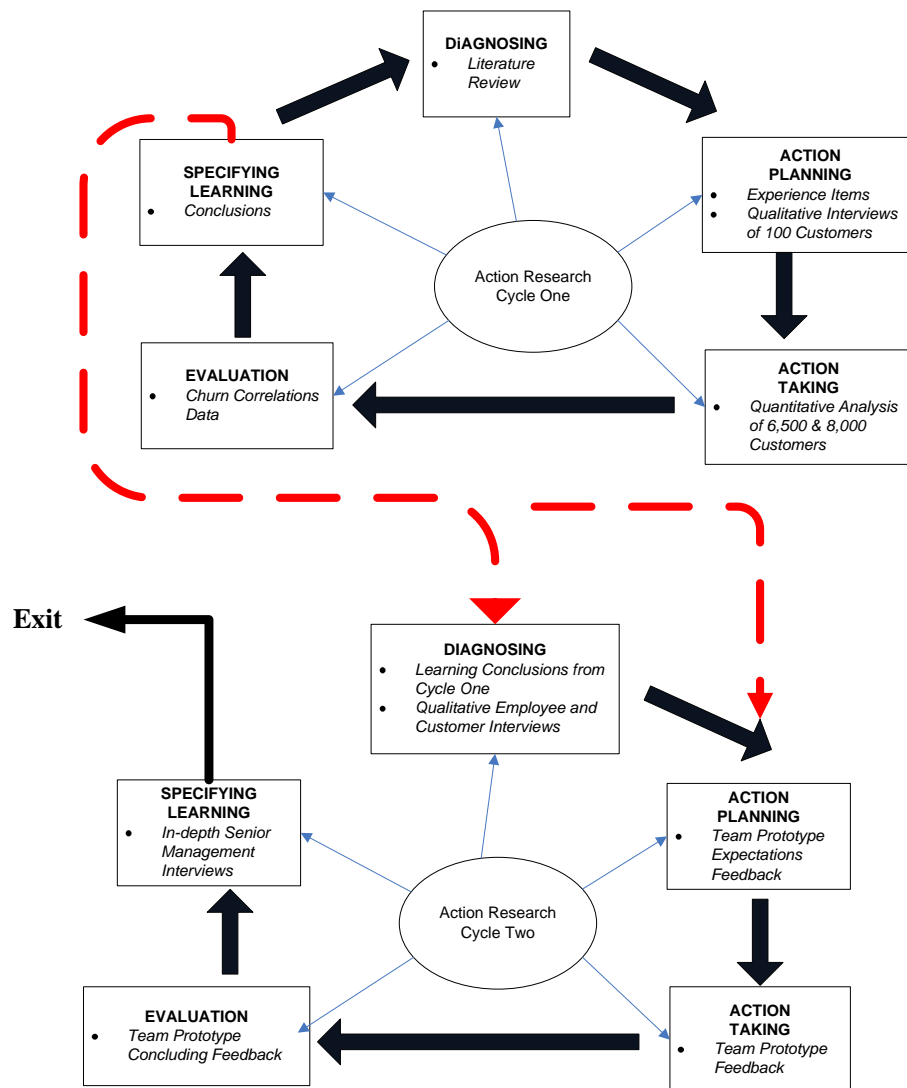 DiAGNOSING
• Literature
Review
SPECIFYING
LEARNING
• Conclusions
ACTION
PLANNING
• Experience Items
• Qualitative Interviews
of 100 Customers
Action Research
Cycle One
EVALUATION
• Churn Correlations
Data
ACTION
TAKING
• Quantitative Analysis
of 6,500 & 8,000
Customers
Exit
DIAGNOSING
• Learning Conclusions from
Cycle One
• Qualitative Employee and
Customer Interviews
SPECIFYING
LEARNING
• In-depth Senior
Management
Interviews
ACTION
PLANNING
• Team Prototype
Expectations
Feedback
Action Research
Cycle Two
EVALUATION
• Team Prototype
Concluding Feedback
ACTION
TAKING
• Team Prototype
Feedback